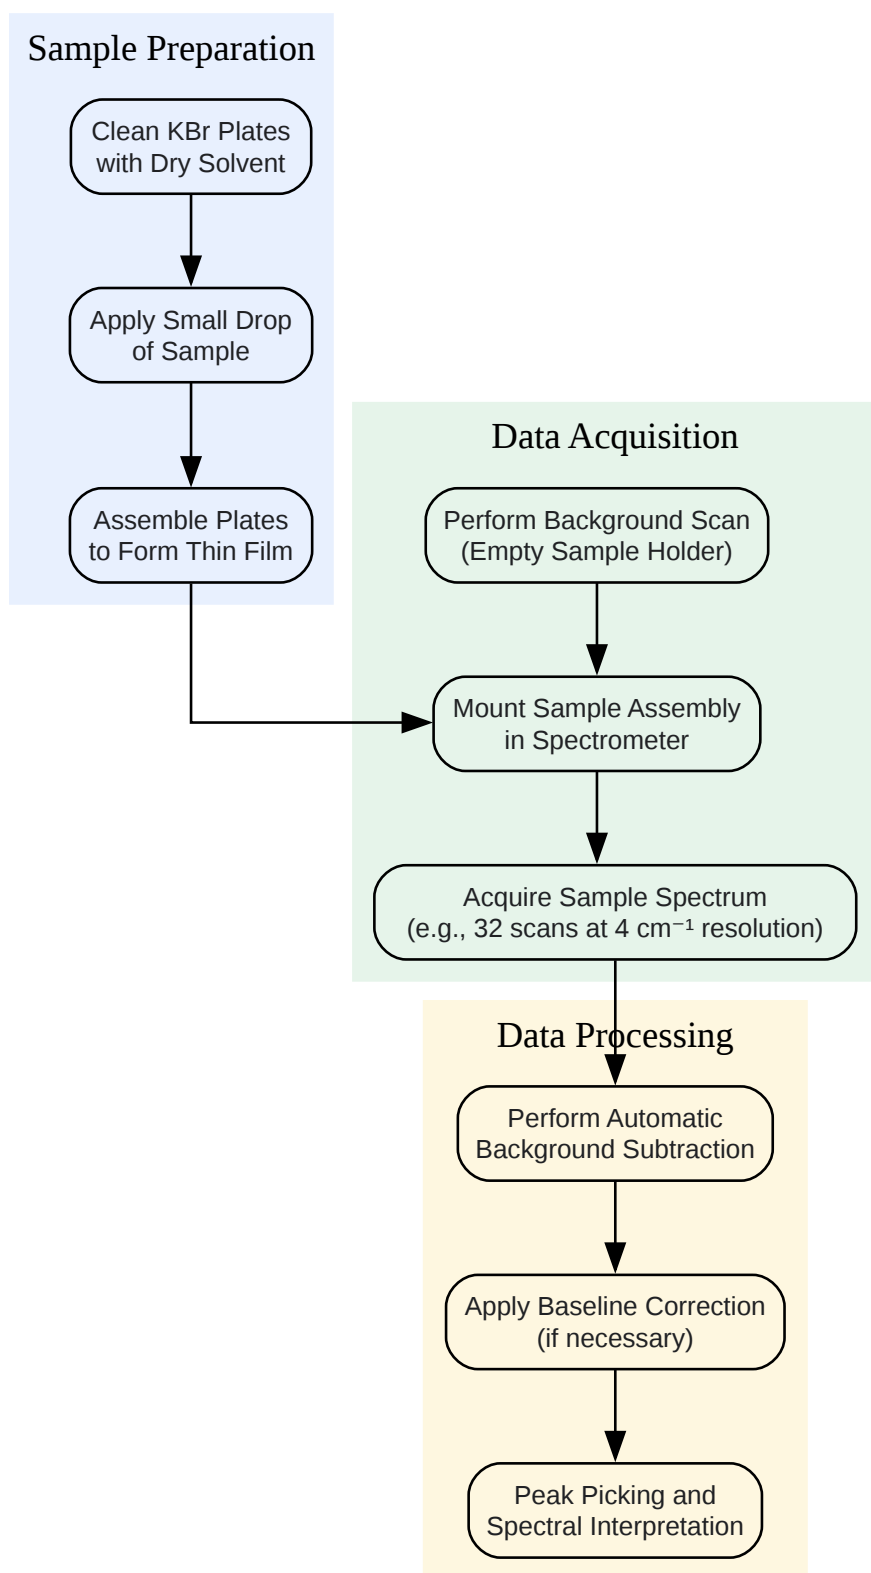 Sample Preparation
Clean KBr Plates
with Dry Solvent
Apply Small Drop
of Sample
Assemble Plates
to Form Thin Film
Data Acquisition
Perform Background Scan
(Empty Sample Holder)
Mount Sample Assembly
in Spectrometer
Acquire Sample Spectrum
(e.g., 32 scans at 4 cm⁻¹ resolution)
Data Processing
Perform Automatic
Background Subtraction
Apply Baseline Correction
(if necessary)
Peak Picking and
Spectral Interpretation